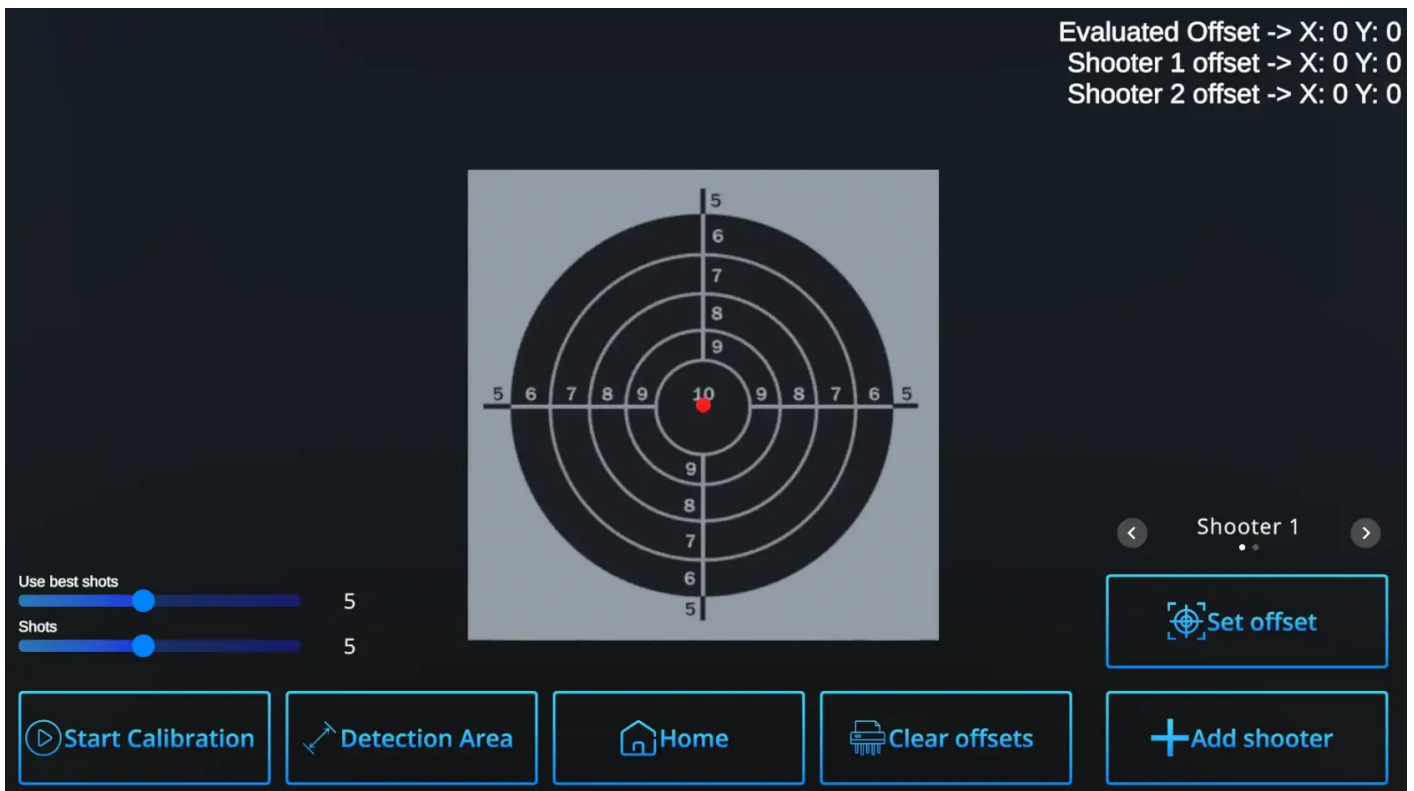 Evaluated Offset -> X: 0 Y: 0
Shooter 1 offset -> X: 0 Y: 0
Shooter 2 offset -> X: 0 Y: 0
5
6
7
8
9
5 6 7 8 9 10 9 8 7 6 5
9
8
7
6
5
Shooter 1
Use best shots
5
Shots
5
Set offset
Start Calibration
Detection Area
Home
Clear offsets
Add shooter